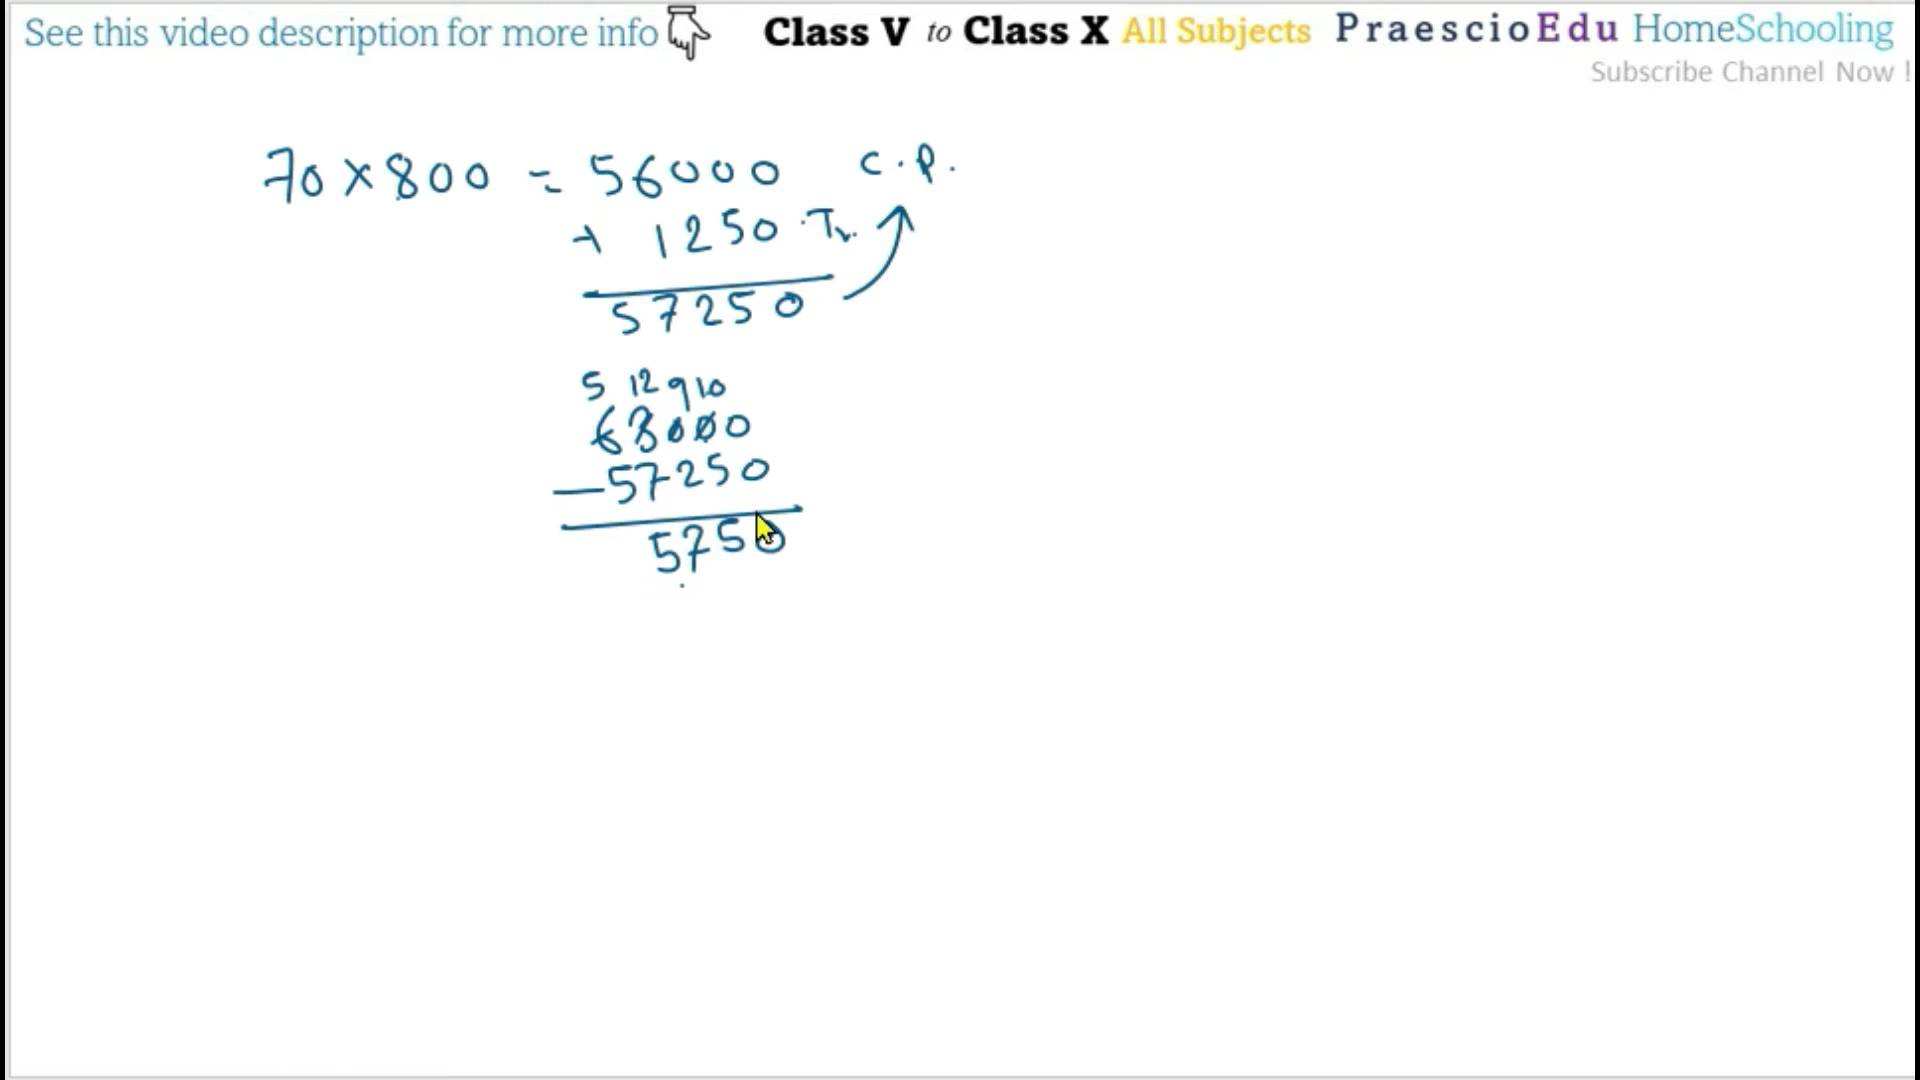 See this video description for more info Class V to Class X All Subjects PraescioEdu HomeSchooling
Subscribe Channel Now !
70 x 800 = 56000 C.P.
+ 1250 Tr.
57250
5 12 9 10
63000
- 57250
5750